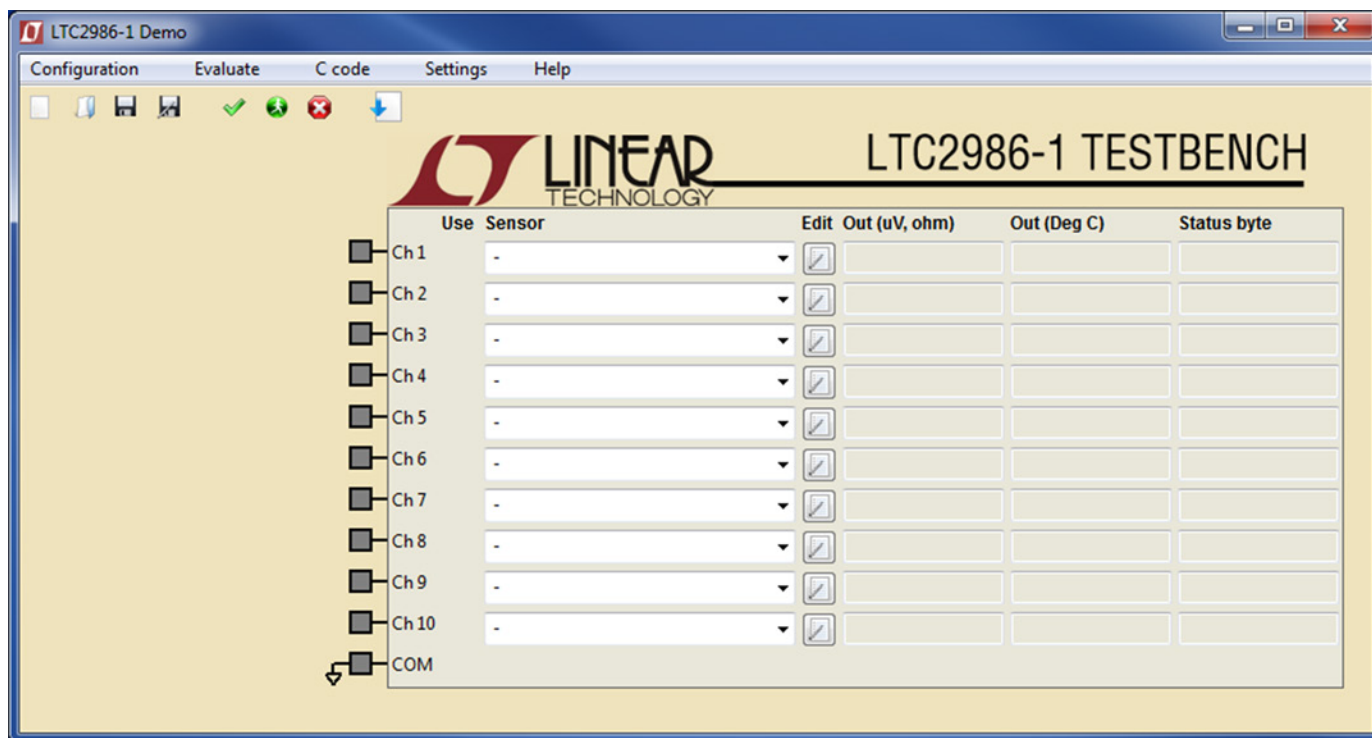 LTC2986-1 Demo
Configuration Evaluate C code Settings Help
LINEAR TECHNOLOGY
LTC2986-1 TESTBENCH
Use Sensor Edit Out (uV, ohm) Out (Deg C) Status byte
Ch 1 -
Ch 2 -
Ch 3 -
Ch 4 -
Ch 5 -
Ch 6 -
Ch 7 -
Ch 8 -
Ch 9 -
Ch 10 -
COM